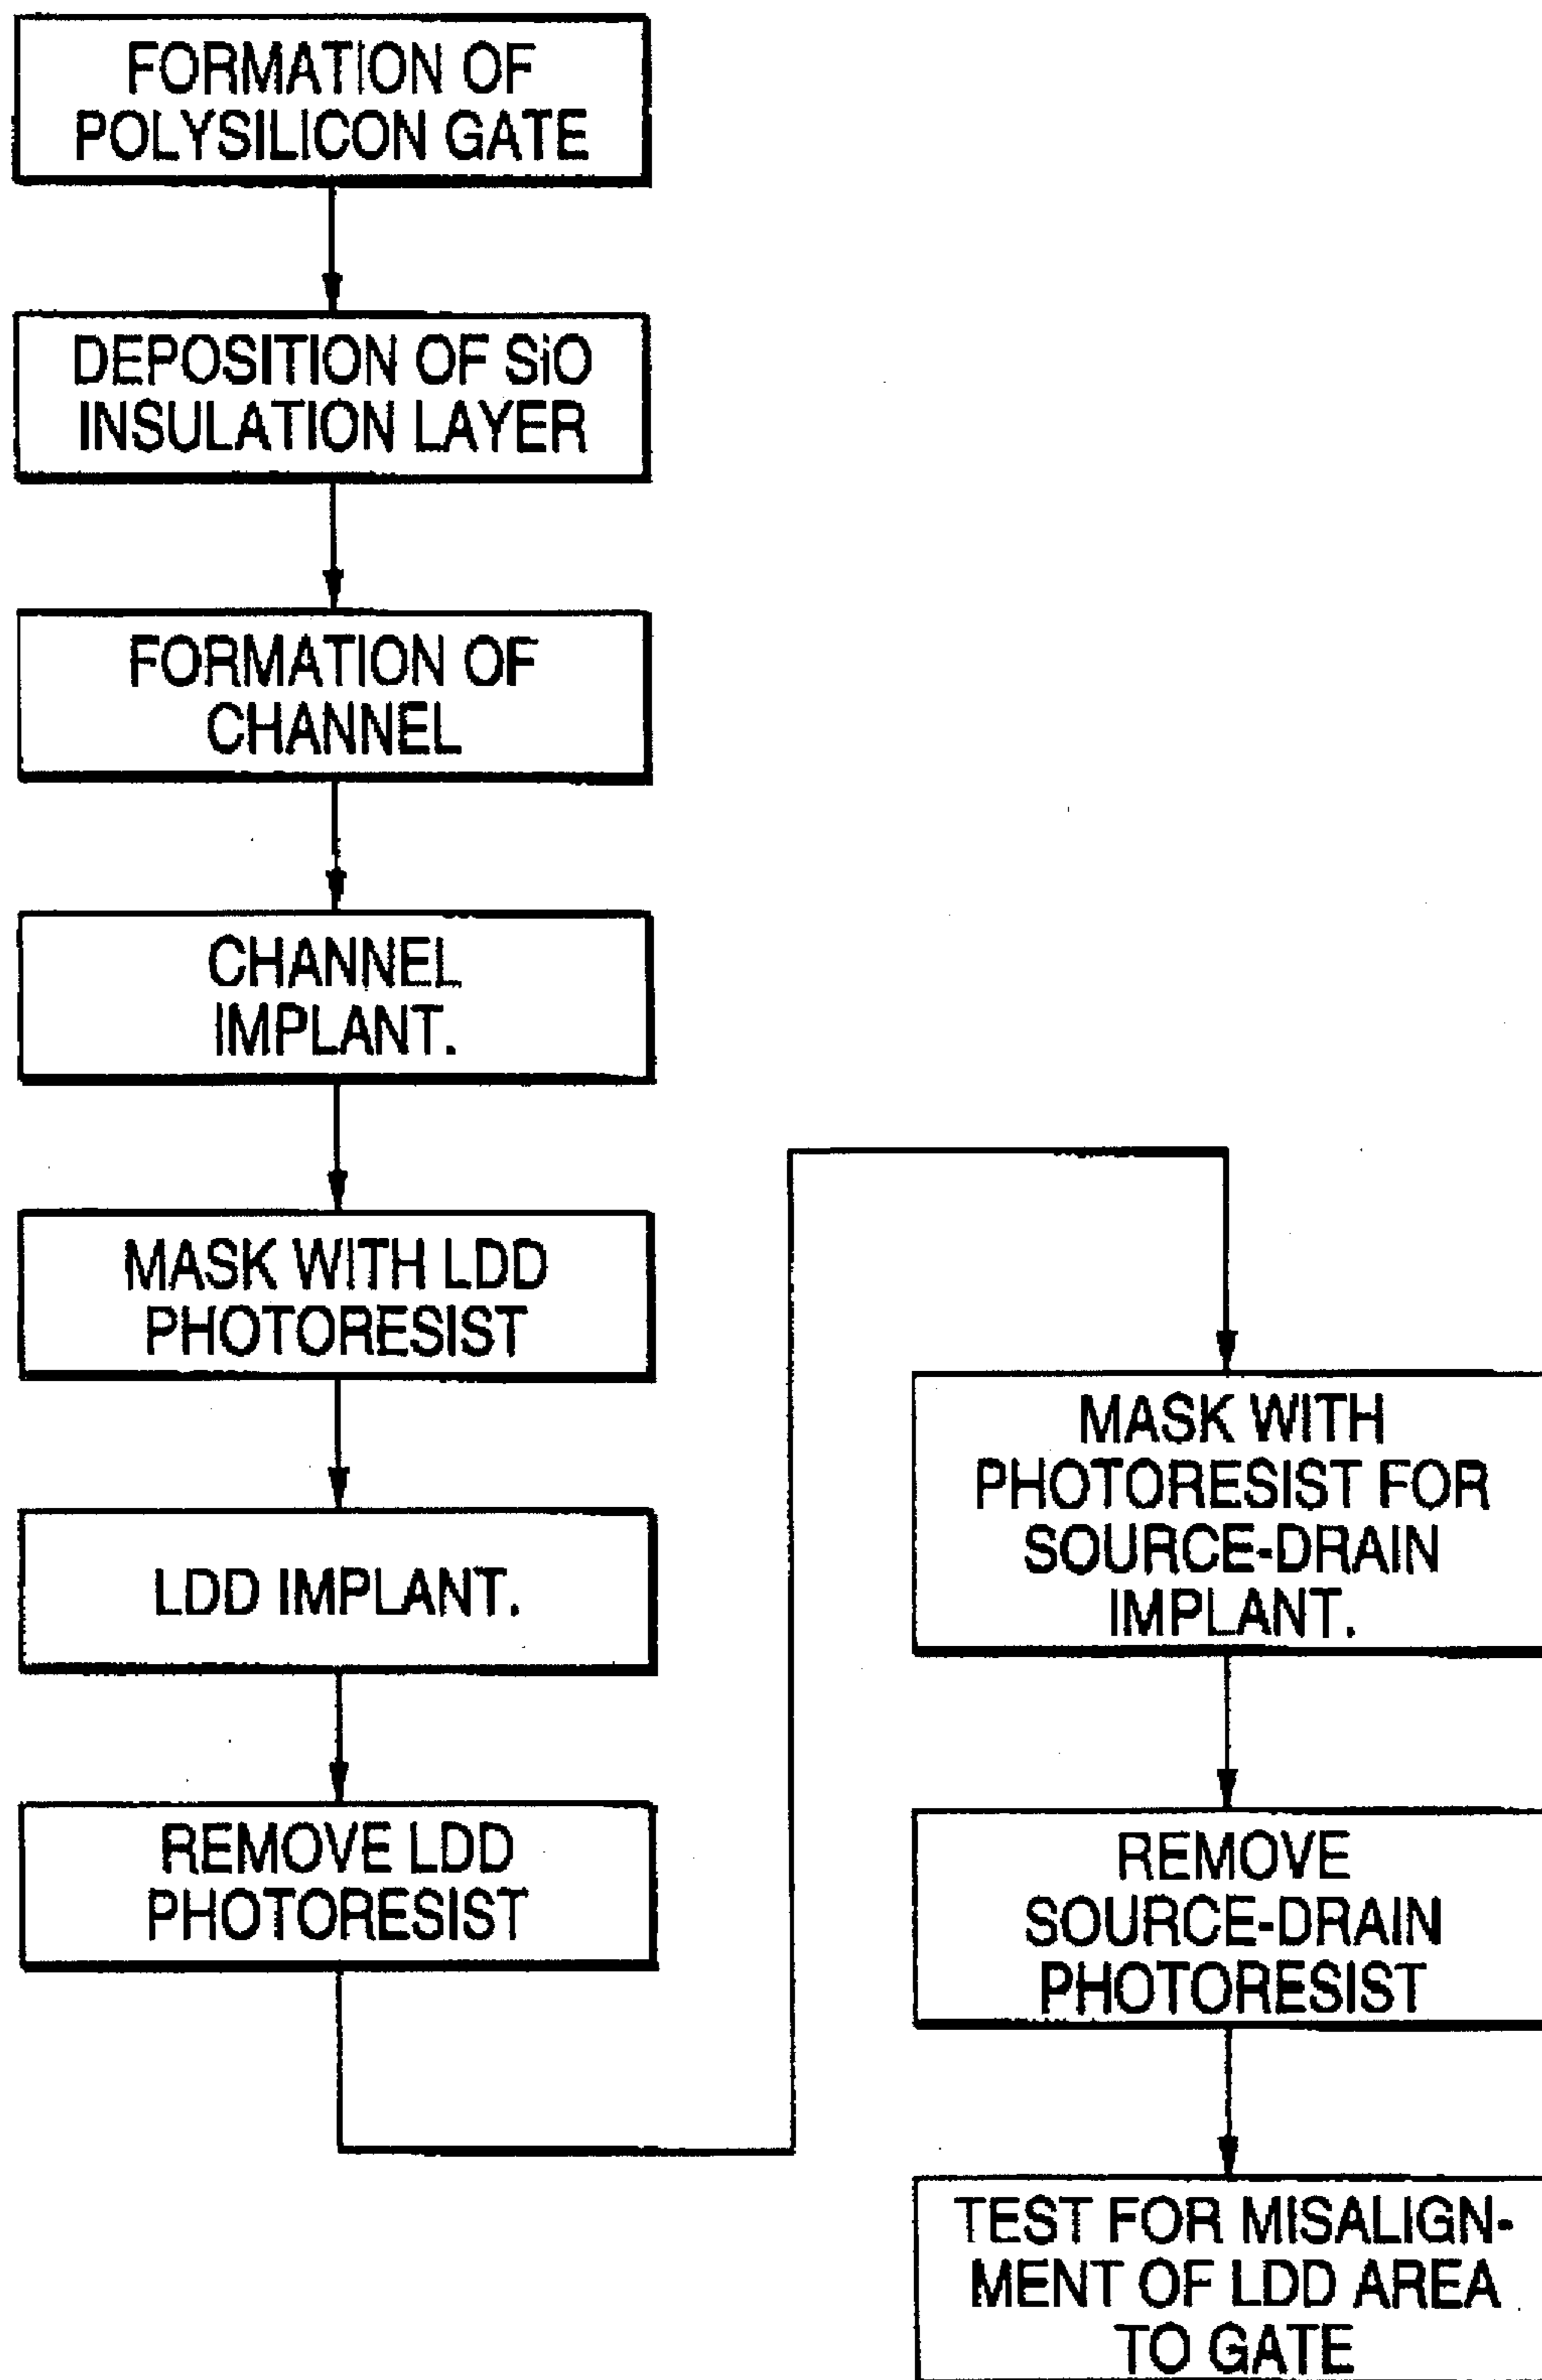 FORMATION OF
POLYSILICON GATE
DEPOSITION OF SiO
INSULATION LAYER
FORMATION OF
CHANNEL
CHANNEL
IMPLANT.
MASK WITH LDD
PHOTORESIST
LDD IMPLANT.
REMOVE LDD
PHOTORESIST
MASK WITH
PHOTORESIST FOR
SOURCE-DRAIN
IMPLANT.
REMOVE
SOURCE-DRAIN
PHOTORESIST
TEST FOR MISALIGN-
MENT OF LDD AREA
TO GATE